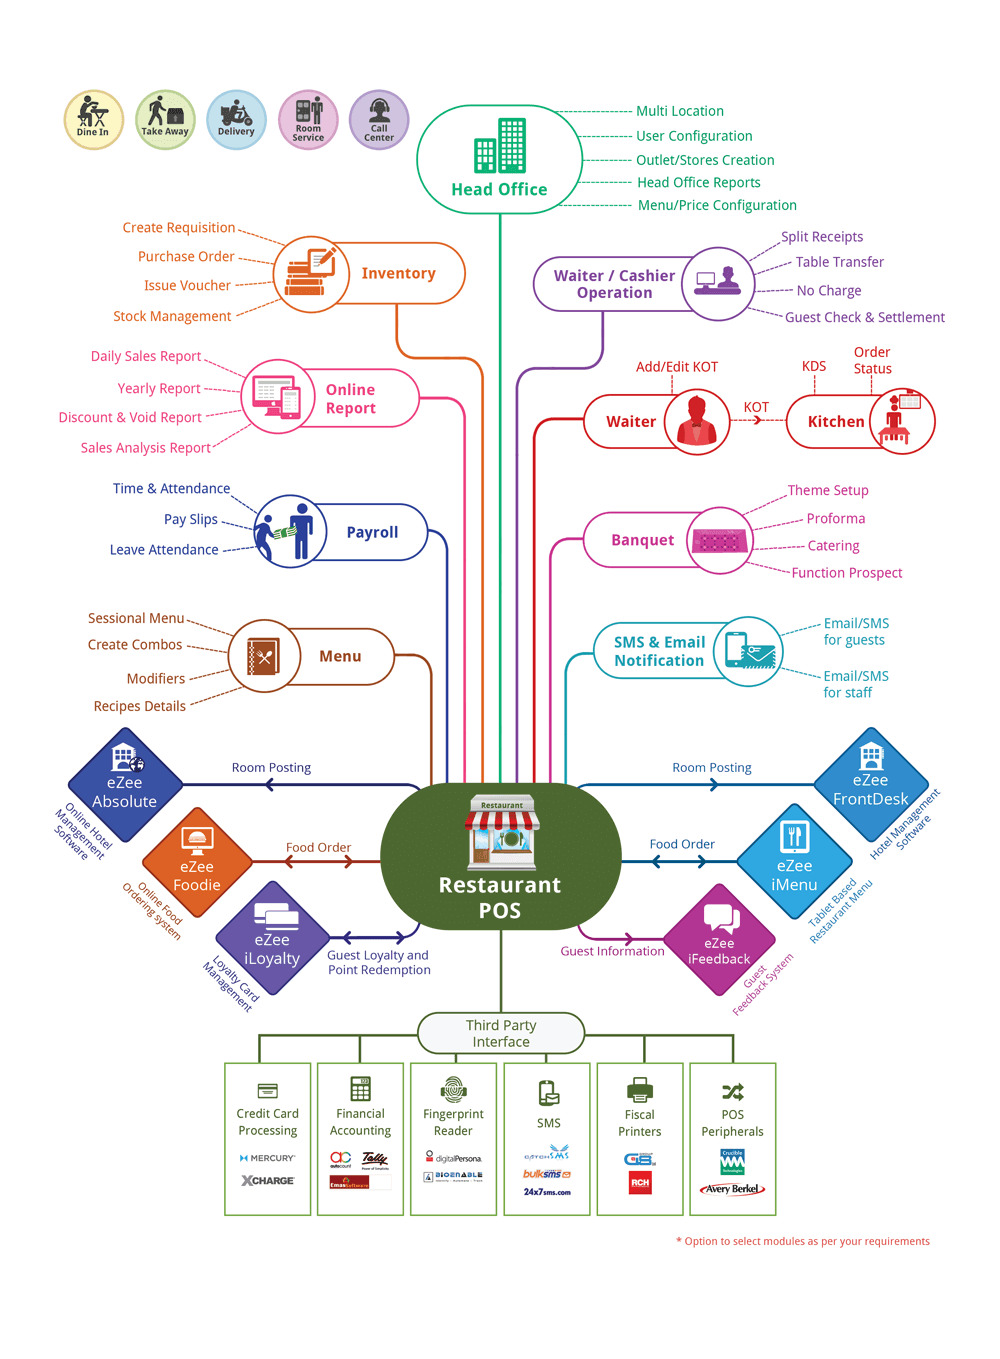 Dine In
Take Away
Delivery
Room
Service
Call
Center
Head Office
Multi Location
User Configuration
Outlet/Stores Creation
Head Office Reports
Menu/Price Configuration
Create Requisition
Purchase Order
Issue Voucher
Stock Management
Inventory
Waiter / Cashier
Operation
Split Receipts
Table Transfer
No Charge
Guest Check & Settlement
Daily Sales Report
Yearly Report
Discount & Void Report
Sales Analysis Report
Online
Report
Add/Edit KOT
Waiter
KOT
KDS
Order
Status
Kitchen
Time & Attendance
Pay Slips
Leave Attendance
Payroll
Banquet
Theme Setup
Proforma
Catering
Function Prospect
Sessional Menu
Create Combos
Modifiers
Recipes Details
Menu
SMS & Email
Notification
Email/SMS
for guests
Email/SMS
for staff
eZee
Absolute
Online Hotel
Management
Software
Room Posting
Room Posting
eZee
FrontDesk
Hotel Management
Software
eZee
Foodie
Online Food
Ordering system
Food Order
Restaurant
Restaurant
POS
Food Order
eZee
iMenu
Tablet Based
Restaurant Menu
eZee
iLoyalty
Loyalty Card
Management
Guest Loyalty and
Point Redemption
Guest Information
eZee
iFeedback
Guest
Feedback System
Third Party
Interface
Credit Card
Processing
MERCURY
XCHARGE
Financial
Accounting
ac
autocount
Tally
Power of Simplicity
EmasSoftware
Fingerprint
Reader
digitalPersona.
BIOENABLE
SMS
CATCHSMS
bulksms
24x7sms.com
Fiscal
Printers
RCH
POS
Peripherals
Crucible
Technologies
Avery Berkel
* Option to select modules as per your requirements